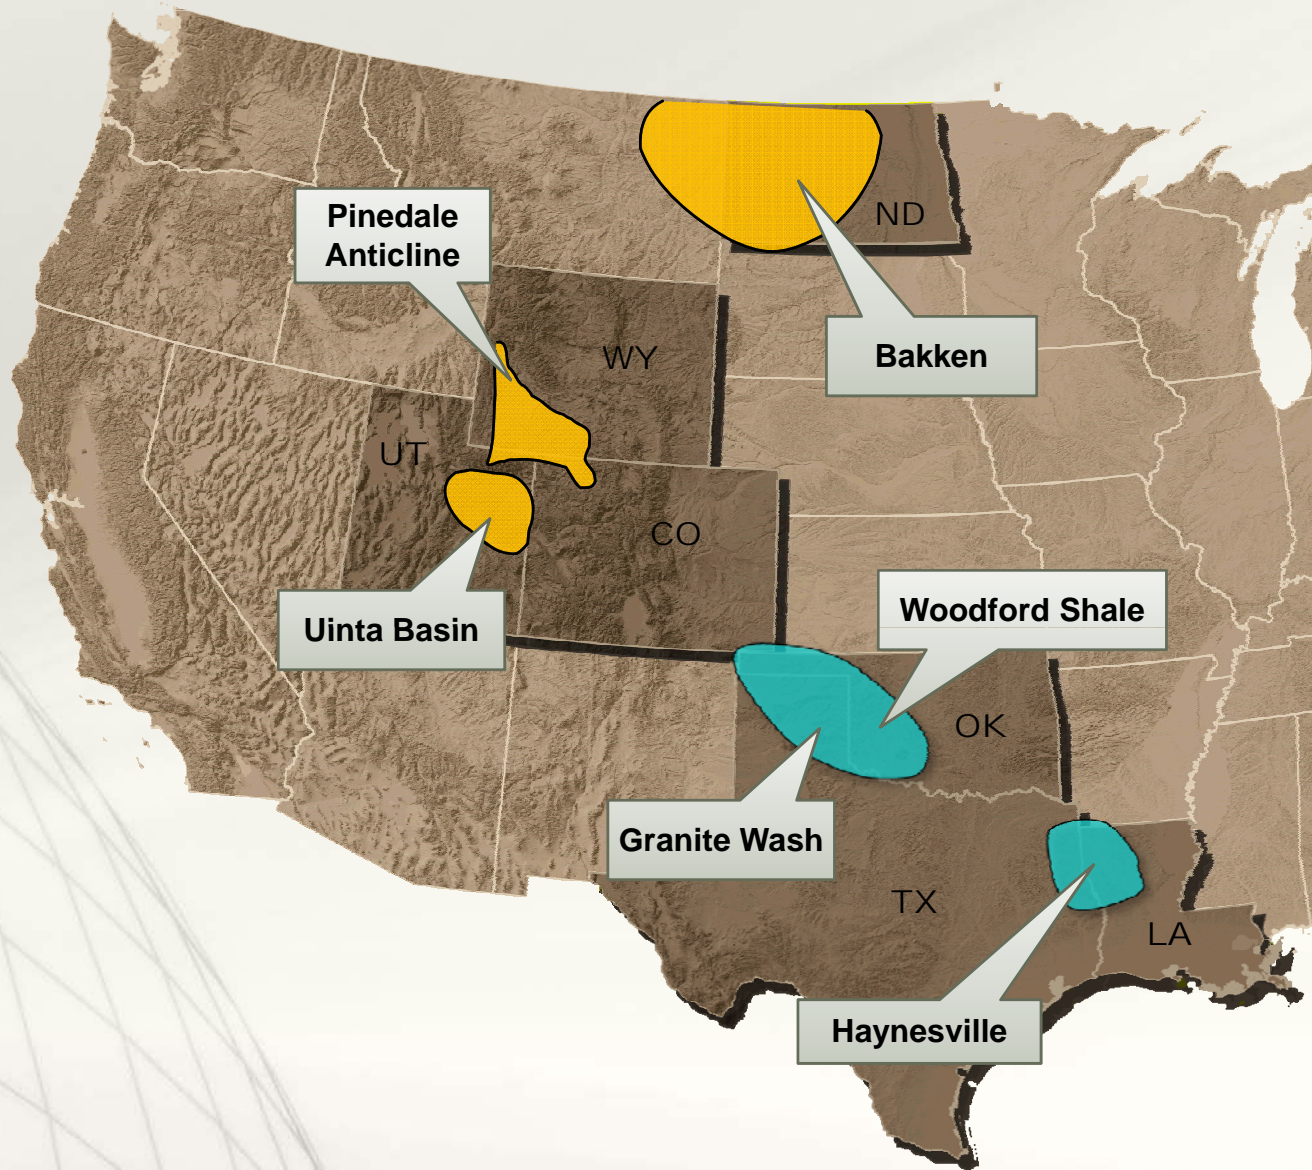 ND
Pinedale
Anticline
WY
Bakken
UT
CO
Uinta Basin
Woodford Shale
OK
Granite Wash
TX
LA
Haynesville